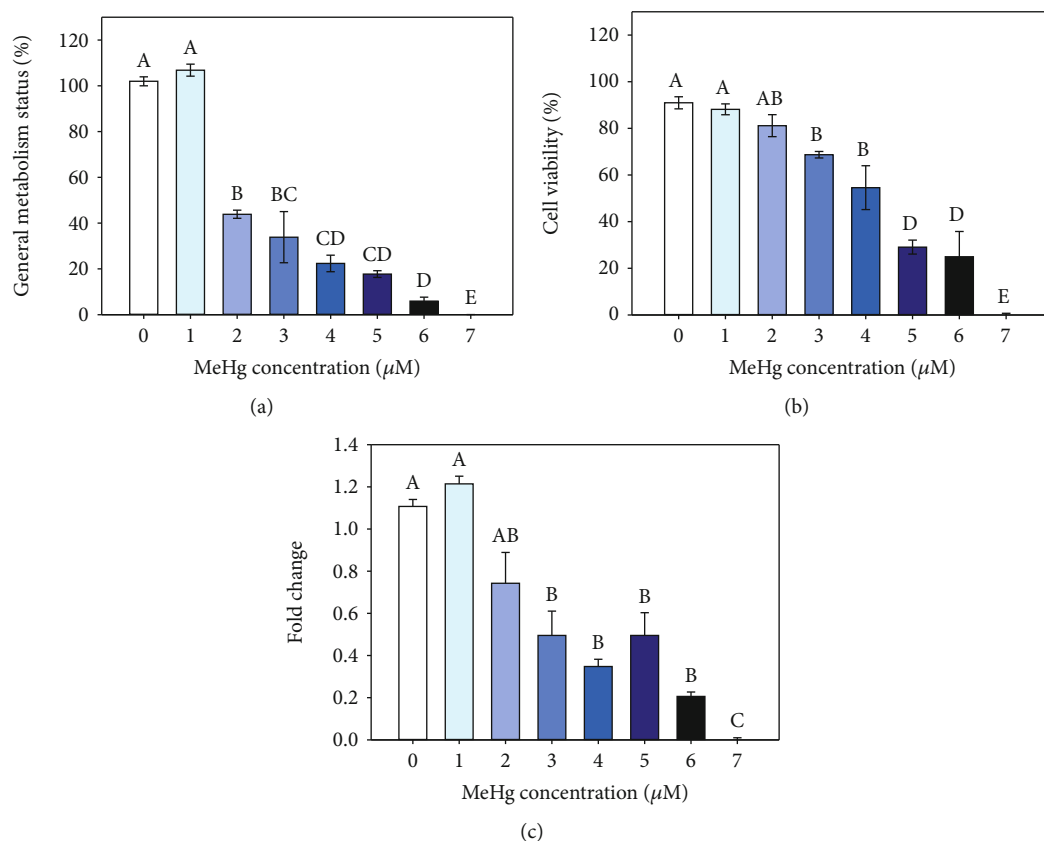 General metabolism status (%)
120
100
80
60
40
20
0
A
A
B
BC
CD
CD
D
E
0 1 2 3 4 5 6 7
MeHg concentration (μM)
(a)
Cell viability (%)
120
100
80
60
40
20
0
A
A
AB
B
B
D
D
E
0 1 2 3 4 5 6 7
MeHg concentration (μM)
(b)
Fold change
1.4
1.2
1.0
0.8
0.6
0.4
0.2
0.0
A
A
AB
B
B
B
B
C
0 1 2 3 4 5 6 7
MeHg concentration (μM)
(c)